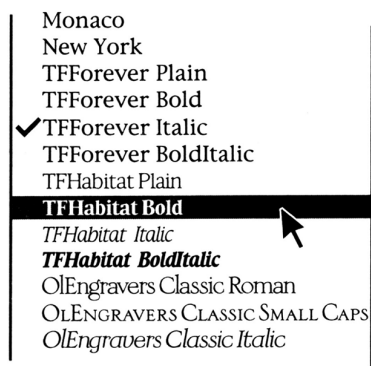 Monaco
New York
TFForever Plain
TFForever Bold
TFForever Italic
TFForever BoldItalic
TFHabitat Plain
TFHabitat Bold
TFHabitat Italic
TFHabitat BoldItalic
OlEngravers Classic Roman
OlEngravers Classic Small Caps
OlEngravers Classic Italic